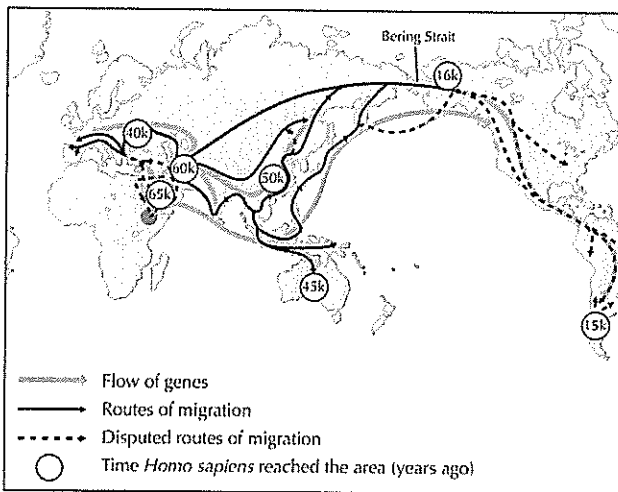 Bering Strait
16k
40k
60k
50k
65k
45k
15k
Flow of genes
Routes of migration
Disputed routes of migration
Time Homo sapiens reached the area (years ago)